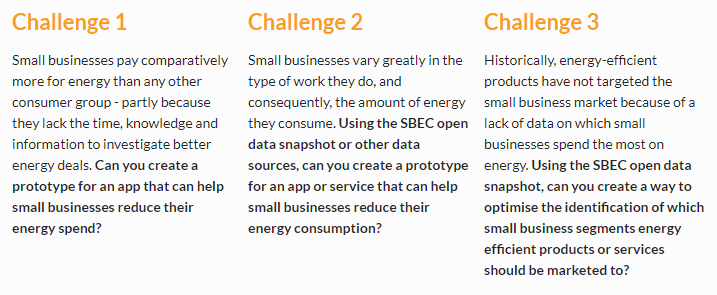 Challenge 1
Small businesses pay comparatively
more for energy than any other
consumer group - partly because
they lack the time, knowledge and
information to investigate better
energy deals. Can you create a
prototype for an app that can help
small businesses reduce their
energy spend?
Challenge 2
Small businesses vary greatly in the
type of work they do, and
consequently, the amount of energy
they consume. Using the SBEC open
data snapshot or other data
sources, can you create a prototype
for an app or service that can help
small businesses reduce their
energy consumption?
Challenge 3
Historically, energy-efficient
products have not targeted the
small business market because of a
lack of data on which small
businesses spend the most on
energy. Using the SBEC open data
snapshot, can you create a way to
optimise the identification of which
small business segments energy
efficient products or services
should be marketed to?